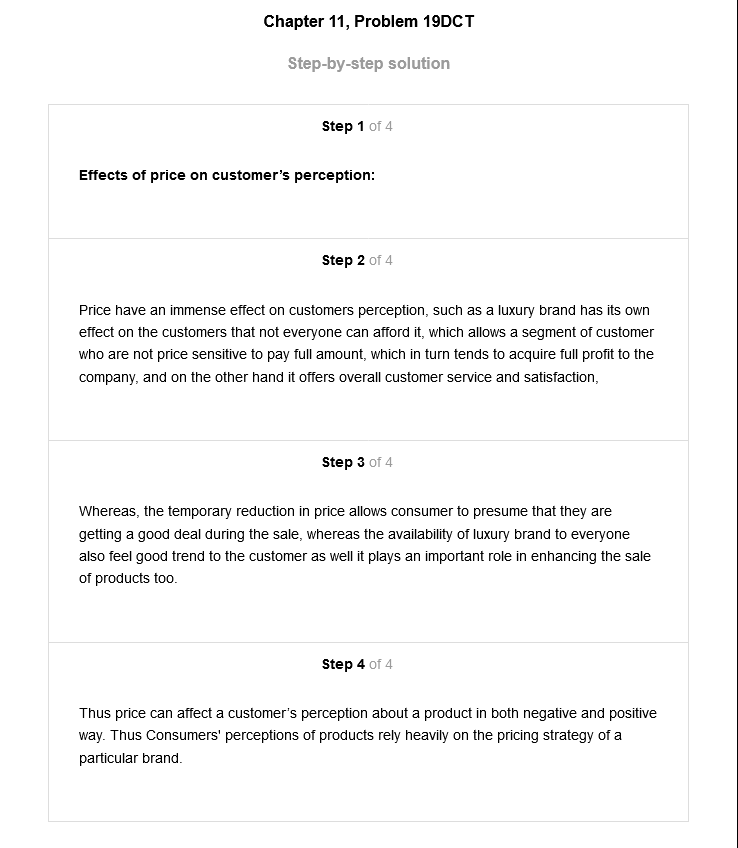 Chapter 11, Problem 19DCT
Step-by-step solution
Step 1 of 4
Effects of price on customer’s perception:
Step 2 of 4
Price have an immense effect on customers perception, such as a luxury brand has its own
effect on the customers that not everyone can afford it, which allows a segment of customer
who are not price sensitive to pay full amount, which in turn tends to acquire full profit to the
company, and on the other hand it offers overall customer service and satisfaction,
Step 3 of 4
Whereas, the temporary reduction in price allows consumer to presume that they are
getting a good deal during the sale, whereas the availability of luxury brand to everyone
also feel good trend to the customer as well it plays an important role in enhancing the sale
of products too.
Step 4 of 4
Thus price can affect a customer’s perception about a product in both negative and positive
way. Thus Consumers' perceptions of products rely heavily on the pricing strategy of a
particular brand.